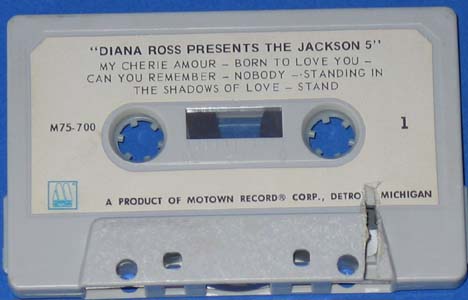 "DIANA ROSS PRESENTS THE JACKSON 5"
MY CHERIE AMOUR – BORN TO LOVE YOU –
CAN YOU REMEMBER – NOBODY – STANDING IN
THE SHADOWS OF LOVE – STAND
M75-700
1
A PRODUCT OF MOTOWN RECORD® CORP., DETRO MICHIGAN